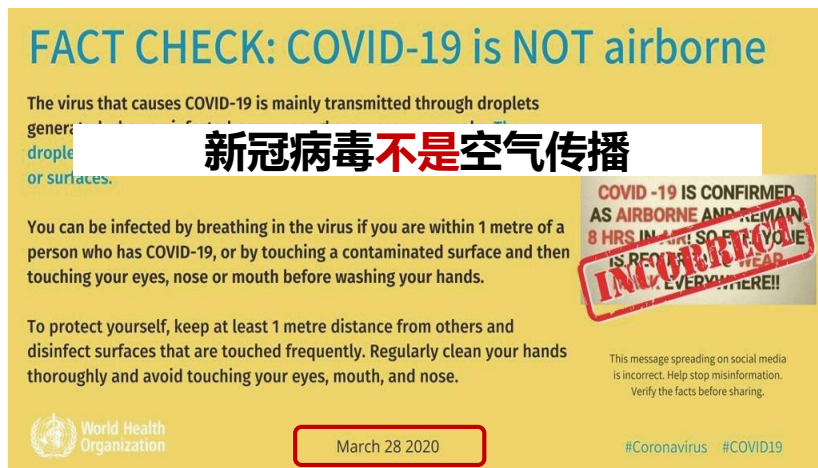 FACT CHECK: COVID-19 is NOT airborne
The virus that causes COVID-19 is mainly transmitted through droplets
新冠病毒不是空气传播
or surfaces.
You can be infected by breathing in the virus if you are within 1 metre of a
person who has COVID-19, or by touching a contaminated surface and then
touching your eyes, nose or mouth before washing your hands.
To protect yourself, keep at least 1 metre distance from others and
disinfect surfaces that are touched frequently. Regularly clean your hands
thoroughly and avoid touching your eyes, mouth, and nose.
COVID -19 IS CONFIRMED
AS AIRBORNE AND REMAIN
8 HRS IN AIR! SO EVERYONE
IS WEAR
EVERYWHERE!!
INCORRECT
This message spreading on social media
is incorrect. Help stop misinformation.
Verify the facts before sharing.
World Health
Organization
March 28 2020
#Coronavirus #COVID19